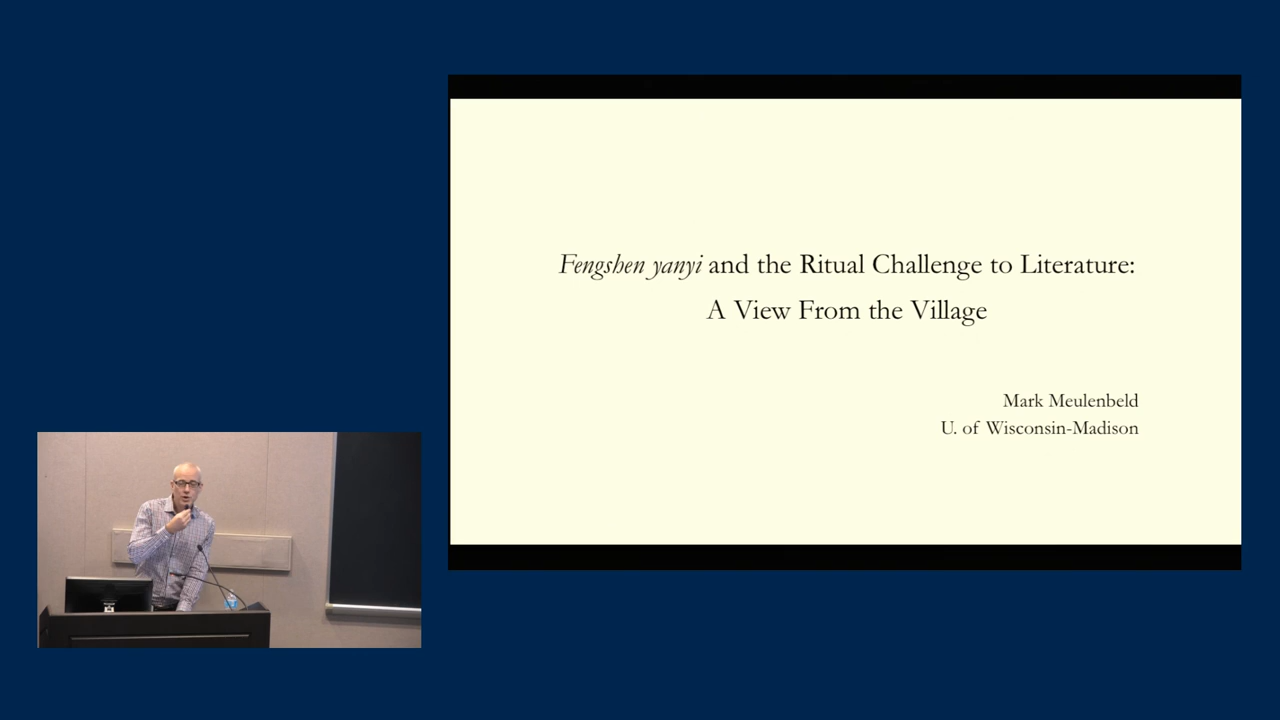 Fengshen yanyi and the Ritual Challenge to Literature:
A View From the Village
Mark Meulenbeld
U. of Wisconsin-Madison